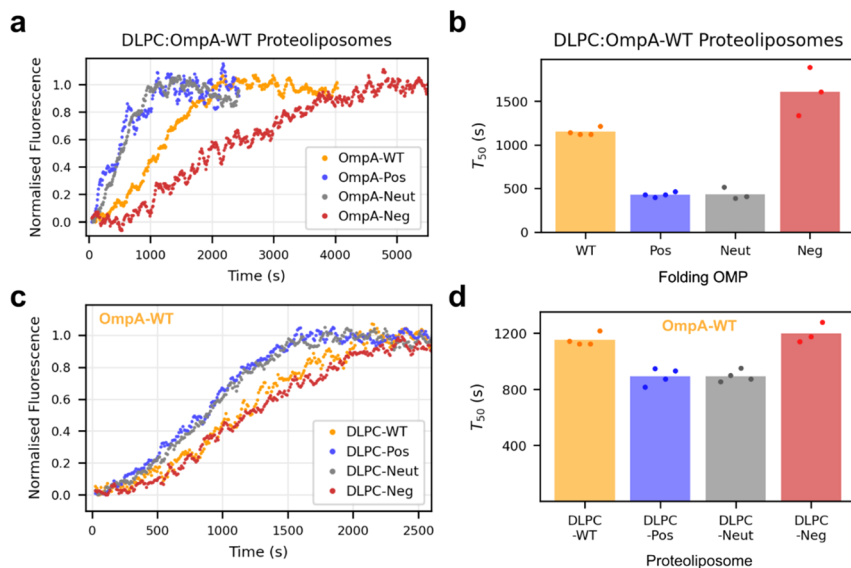 a
DLPC:OmpA-WT Proteoliposomes
Normalised Fluorescence
1.0
0.8
0.6
0.4
0.2
0.0
OmpA-WT
OmpA-Pos
OmpA-Neut
OmpA-Neg
0 1000 2000 3000 4000 5000
Time (s)
b
DLPC:OmpA-WT Proteoliposomes
T50 (s)
1500
1000
500
0
WT Pos Neut Neg
Folding OMP
c
OmpA-WT
Normalised Fluorescence
1.0
0.8
0.6
0.4
0.2
0.0
DLPC-WT
DLPC-Pos
DLPC-Neut
DLPC-Neg
0 500 1000 1500 2000 2500
Time (s)
d
OmpA-WT
T50 (s)
1200
800
400
DLPC DLPC DLPC DLPC
-WT -Pos -Neut -Neg
Proteoliposome